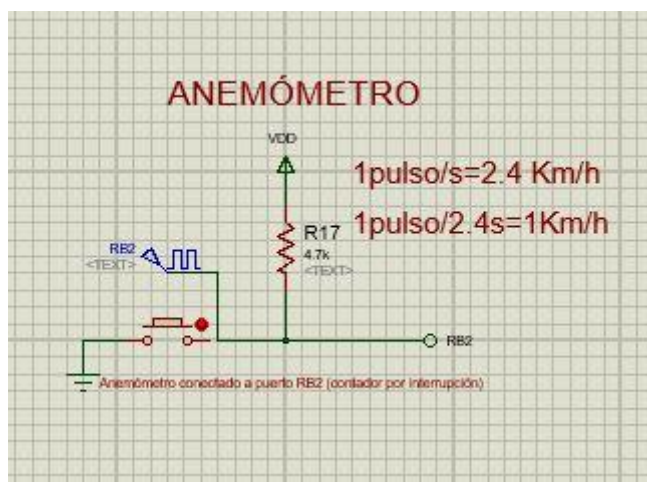 ANEMÓMETRO
VDD
1pulso/s=2.4 Km/h
R17
1pulso/2.4s=1Km/h
4.7k
<TEXT>
RB2
<TEXT>
RB2
Anemómetro conectado a puerto RB2 (contador por interrupción)